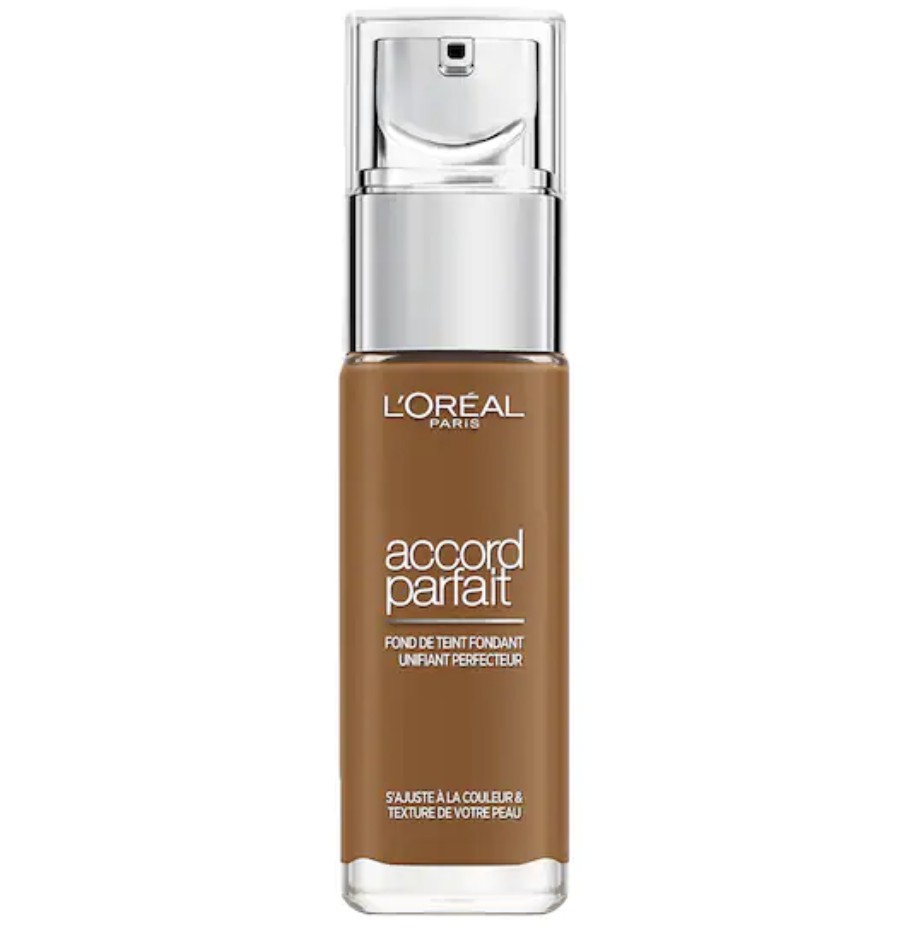 L'ORÉAL
PARIS
accord
parfait
FOND DE TEINT FONDANT
UNIFIANT PERFECTEUR
S'AJUSTE À LA COULEUR &
TEXTURE DE VOTRE PEAU